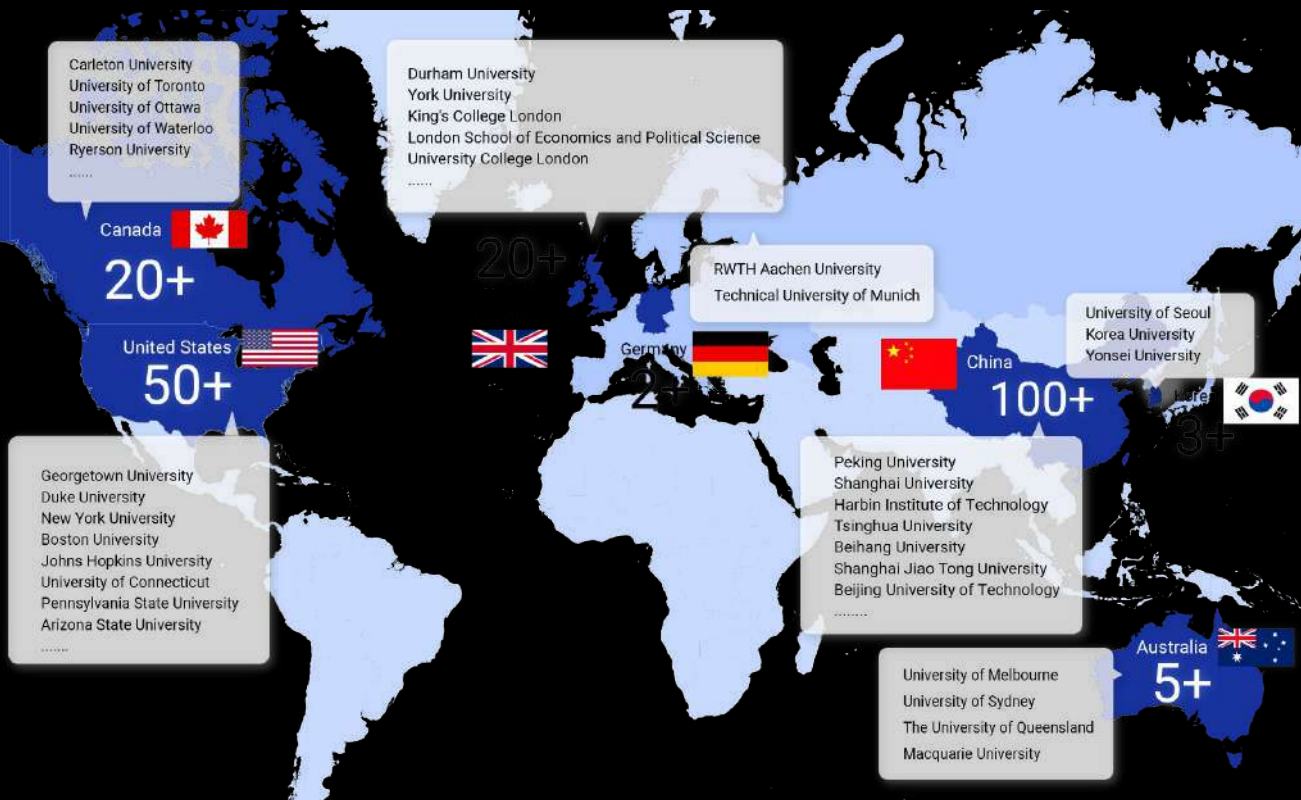 Carleton University
University of Toronto
University of Ottawa
University of Waterloo
Ryerson University
......
Canada
20+
United States
50+
Georgetown University
Duke University
New York University
Boston University
Johns Hopkins University
University of Connecticut
Pennsylvania State University
Arizona State University
.......
Durham University
York University
King's College London
London School of Economics and Political Science
University College London
......
20+
RWTH Aachen University
Technical University of Munich
Germany
2+
University of Seoul
Korea University
Yonsei University
3+
China
100+
Peking University
Shanghai University
Harbin Institute of Technology
Tsinghua University
Beihang University
Shanghai Jiao Tong University
Beijing University of Technology
........
Australia
5+
University of Melbourne
University of Sydney
The University of Queensland
Macquarie University